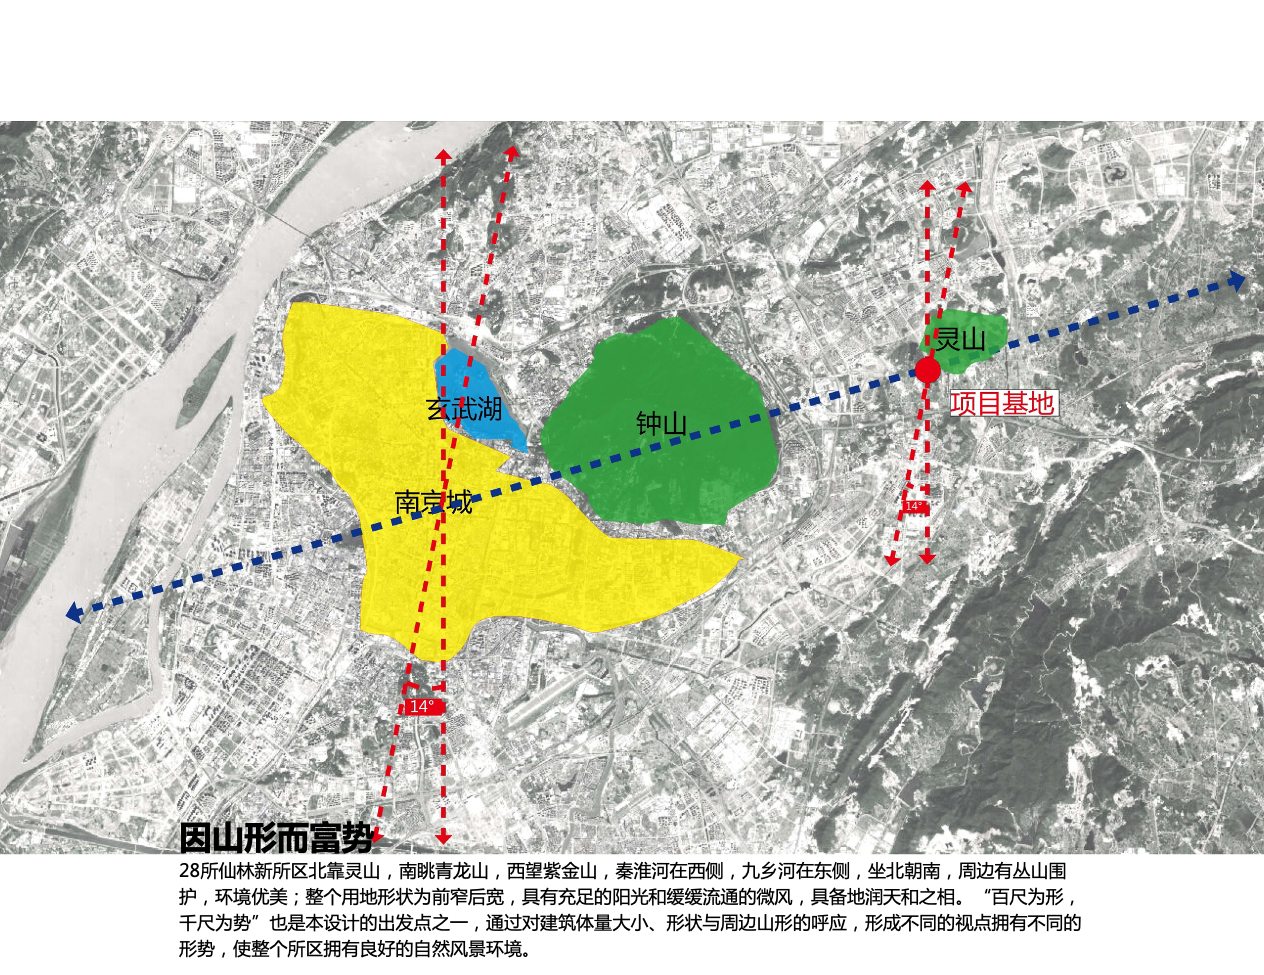 灵山
项目基地
玄武湖
钟山
南京城
14°
14°
因山形而富势
28所仙林新所区北靠灵山，南眺青龙山，西望紫金山，秦淮河在西侧，九乡河在东侧，坐北朝南，周边有丛山围
护，环境优美；整个用地形状为前窄后宽，具有充足的阳光和缓缓流通的微风，具备地润天和之相。“百尺为形，
千尺为势”也是本设计的出发点之一，通过对建筑体量大小、形状与周边山形的呼应，形成不同的视点拥有不同的
形势，使整个所区拥有良好的自然风景环境。